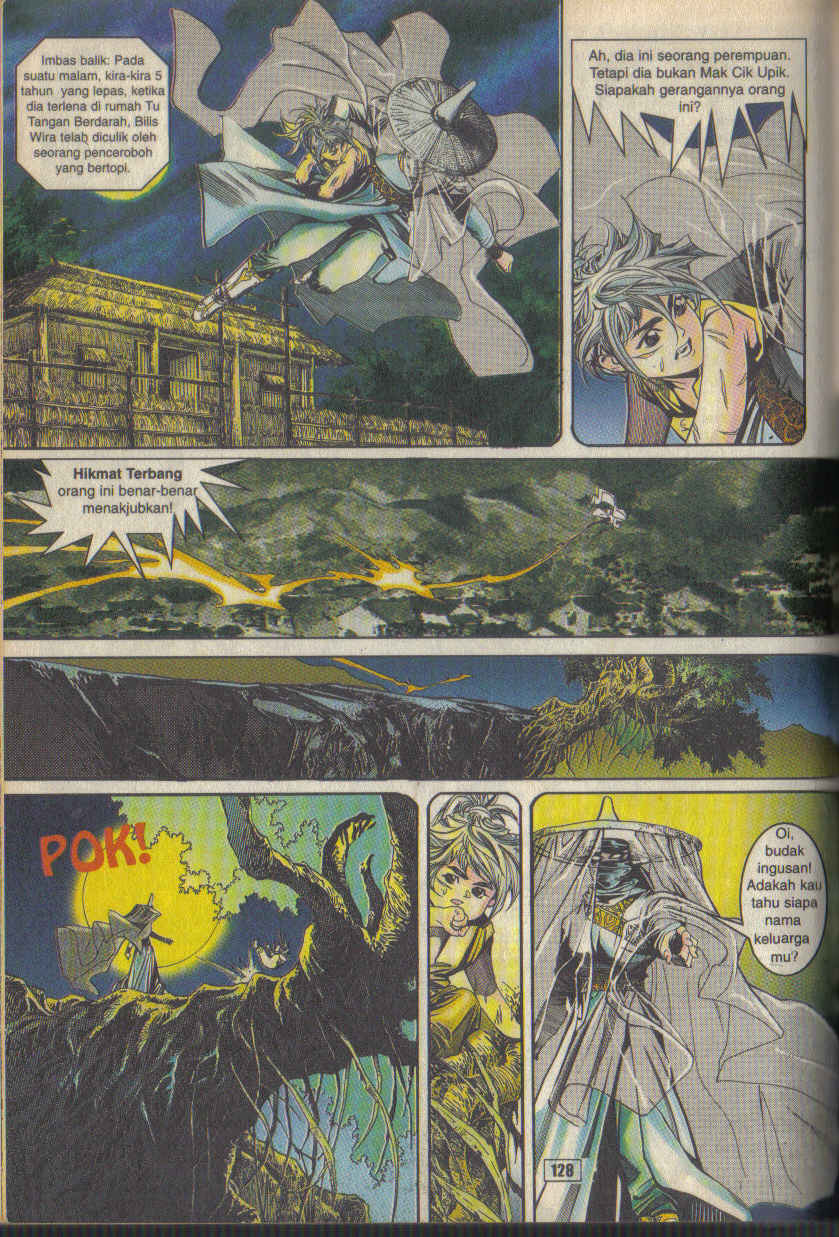 Imbas balik: Pada
suatu malam, kira-kira 5
tahun yang lepas, ketika
dia terlena di rumah Tu
Tangan Berdarah, Bilis
Wira telah diculik oleh
seorang penceroboh
yang bertopi.
Ah, dia ini seorang perempuan.
Tetapi dia bukan Mak Cik Upik.
Siapakah gerangannya orang
ini?
Hikmat Terbang
orang ini benar-benar
menakjubkan!
POK!
Oi,
budak
ingusan!
Adakah kau
tahu siapa
nama
keluarga
mu?
128